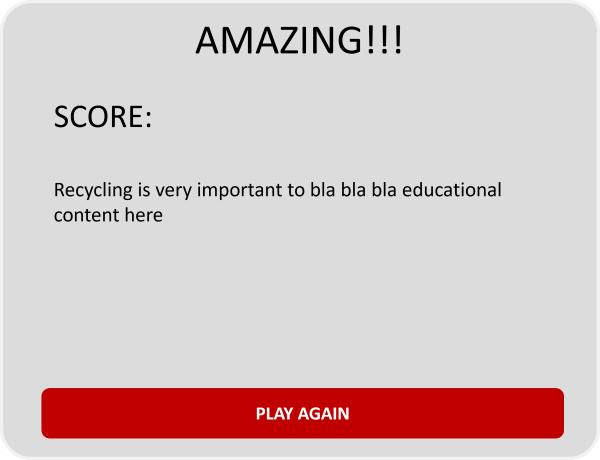 AMAZING!!!
SCORE:
Recycling is very important to bla bla bla educational
content here
PLAY AGAIN